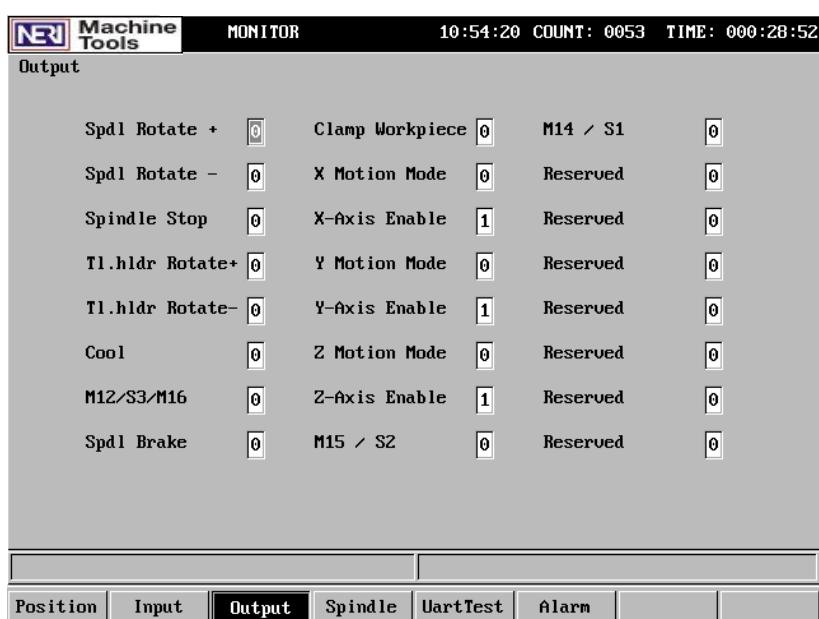 NERI Machine Tools MONITOR 10:54:20 COUNT: 0053 TIME: 000:28:52
Output
Spdl Rotate + 0 Clamp Workpiece 0 M14 / S1 0
Spdl Rotate - 0 X Motion Mode 0 Reserved 0
Spindle Stop 0 X-Axis Enable 1 Reserved 0
Tl.hldr Rotate+ 0 Y Motion Mode 0 Reserved 0
Tl.hldr Rotate- 0 Y-Axis Enable 1 Reserved 0
Cool 0 Z Motion Mode 0 Reserved 0
M12/S3/M16 0 Z-Axis Enable 1 Reserved 0
Spdl Brake 0 M15 / S2 0 Reserved 0
Position Input Output Spindle UartTest Alarm